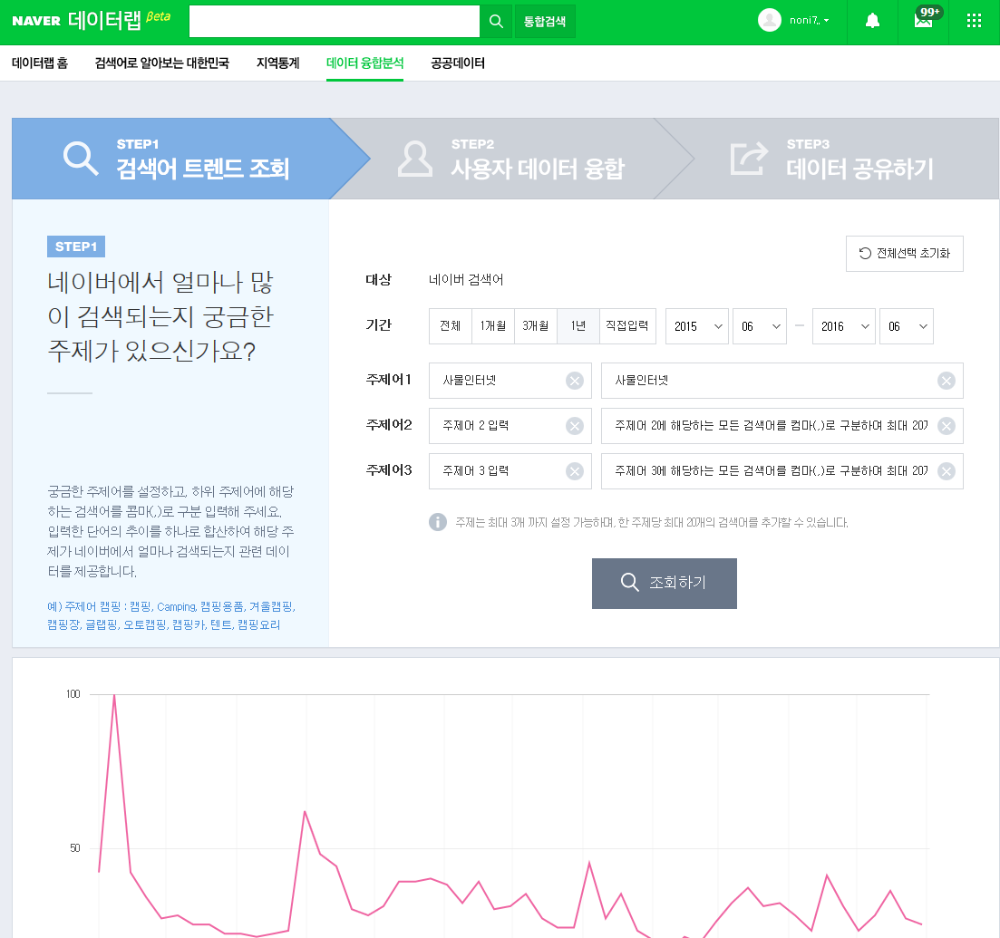 NAVER 데이터랩 βeta
통합검색
noni7..
99+
데이터랩 홈 검색어로 알아보는 대한민국 지역통계 데이터 융합분석 공공데이터
STEP1
검색어 트렌드 조회
STEP2
사용자 데이터 융합
STEP3
데이터 공유하기
STEP1
네이버에서 얼마나 많
이 검색되는지 궁금한
주제가 있으신가요?
궁금한 주제어를 설정하고, 하위 주제어에 해당
하는 검색어를 콤마(,)로 구분 입력해 주세요.
입력한 단어의 추이를 하나로 합산하여 해당 주
제가 네이버에서 얼마나 검색되는지 관련 데이
터를 제공합니다.
예) 주제어 캠핑 : 캠핑, Camping, 캠핑용품, 겨울캠핑,
캠핑장, 글램핑, 오토캠핑, 캠핑카, 텐트, 캠핑요리
전체선택 초기화
대상 네이버 검색어
기간 전체 1개월 3개월 1년 직접입력 2015 06 2016 06
주제어1 사물인터넷 사물인터넷
주제어2 주제어 2 입력 주제어 2에 해당하는 모든 검색어를 컴마(,)로 구분하여 최대 20개
주제어3 주제어 3 입력 주제어 3에 해당하는 모든 검색어를 컴마(,)로 구분하여 최대 20개
주제는 최대 3개 까지 설정 가능하며, 한 주제당 최대 20개의 검색어를 추가할 수 있습니다.
조회하기
100
50